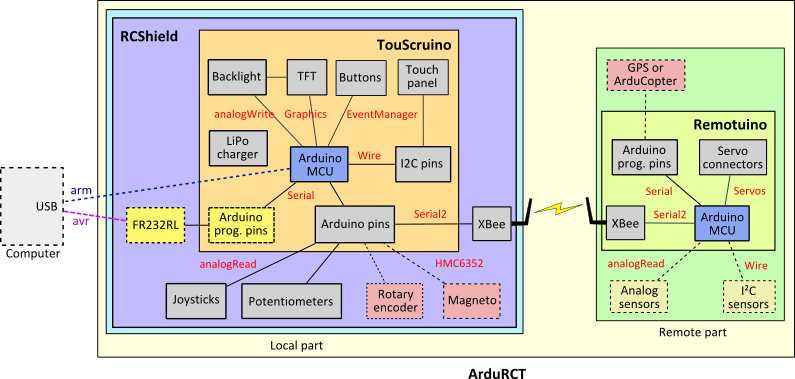 RCShield
TouScruino
Backlight
TFT
Buttons
Touch
panel
analogWrite
Graphics
EventManager
LiPo
charger
Arduino
MCU
Wire
I2C pins
Serial
arm
avr
USB
Computer
FR232RL
Arduino
prog. pins
Arduino pins
Serial2
XBee
analogRead
HMC6352
Joysticks
Potentiometers
Rotary
encoder
Magneto
Local part
GPS or
ArduCopter
Remotuino
Arduino
prog. pins
Servo
connectors
Serial
Servos
XBee
Serial2
Arduino
MCU
analogRead
Wire
Analog
sensors
I²C
sensors
Remote part
ArduRCT